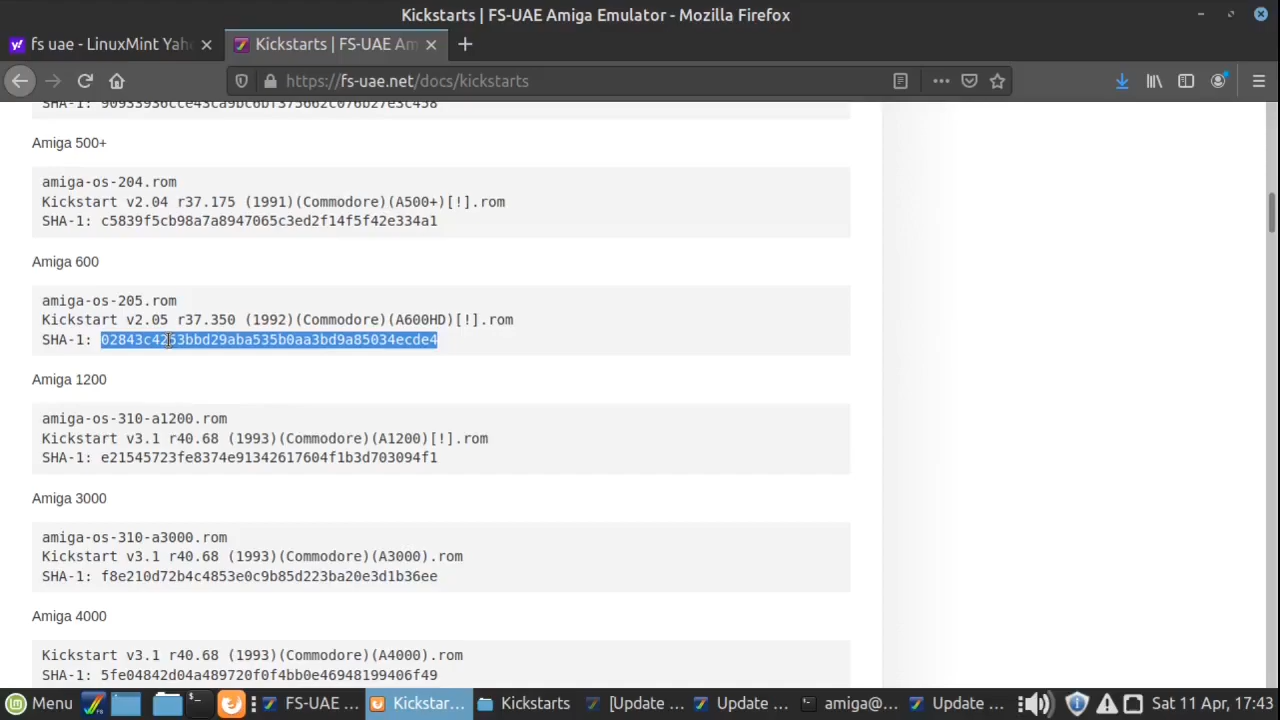 Kickstarts | FS-UAE Amiga Emulator - Mozilla Firefox
fs uae - LinuxMint Yaho
Kickstarts | FS-UAE Am
https://fs-uae.net/docs/kickstarts
SHA-1: 90933936cce43ca9bc6bf375662c076b27e3c458
Amiga 500+
amiga-os-204.rom
Kickstart v2.04 r37.175 (1991)(Commodore)(A500+)[!].rom
SHA-1: c5839f5cb98a7a8947065c3ed2f14f5f42e334a1
Amiga 600
amiga-os-205.rom
Kickstart v2.05 r37.350 (1992)(Commodore)(A600HD)[!].rom
SHA-1: 02843c4253bbd29aba535b0aa3bd9a85034ecde4
Amiga 1200
amiga-os-310-a1200.rom
Kickstart v3.1 r40.68 (1993)(Commodore)(A1200)[!].rom
SHA-1: e21545723fe8374e91342617604f1b3d703094f1
Amiga 3000
amiga-os-310-a3000.rom
Kickstart v3.1 r40.68 (1993)(Commodore)(A3000).rom
SHA-1: f8e210d72b4c4853e0c9b85d223ba20e3d1b36ee
Amiga 4000
Kickstart v3.1 r40.68 (1993)(Commodore)(A4000).rom
SHA-1: 5fe04842d04a489720f0f4bb0e46948199406f49
Menu
FS-UAE ...
Kickstar...
Kickstarts
[Update ...
Update ...
amiga@...
Update ...
Sat 11 Apr, 17:43